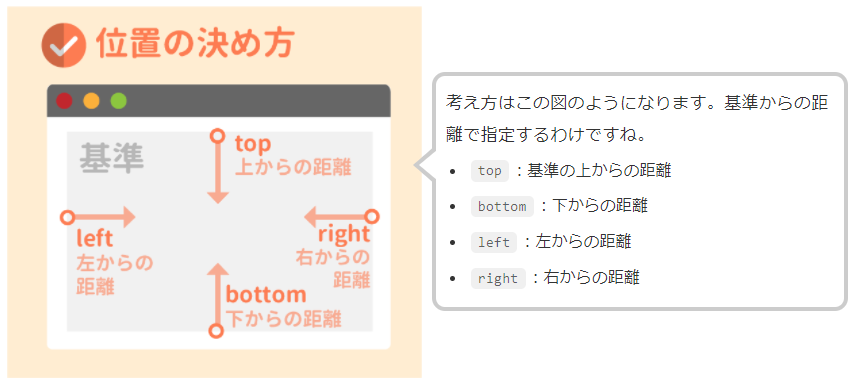 位置の決め方
基準
top
上からの距離
left
左からの
距離
right
右からの
距離
bottom
下からの距離
考え方はこの図のようになります。基準からの距
離で指定するわけですね。
• top ：基準の上からの距離
• bottom ：下からの距離
• left ：左からの距離
• right ：右からの距離